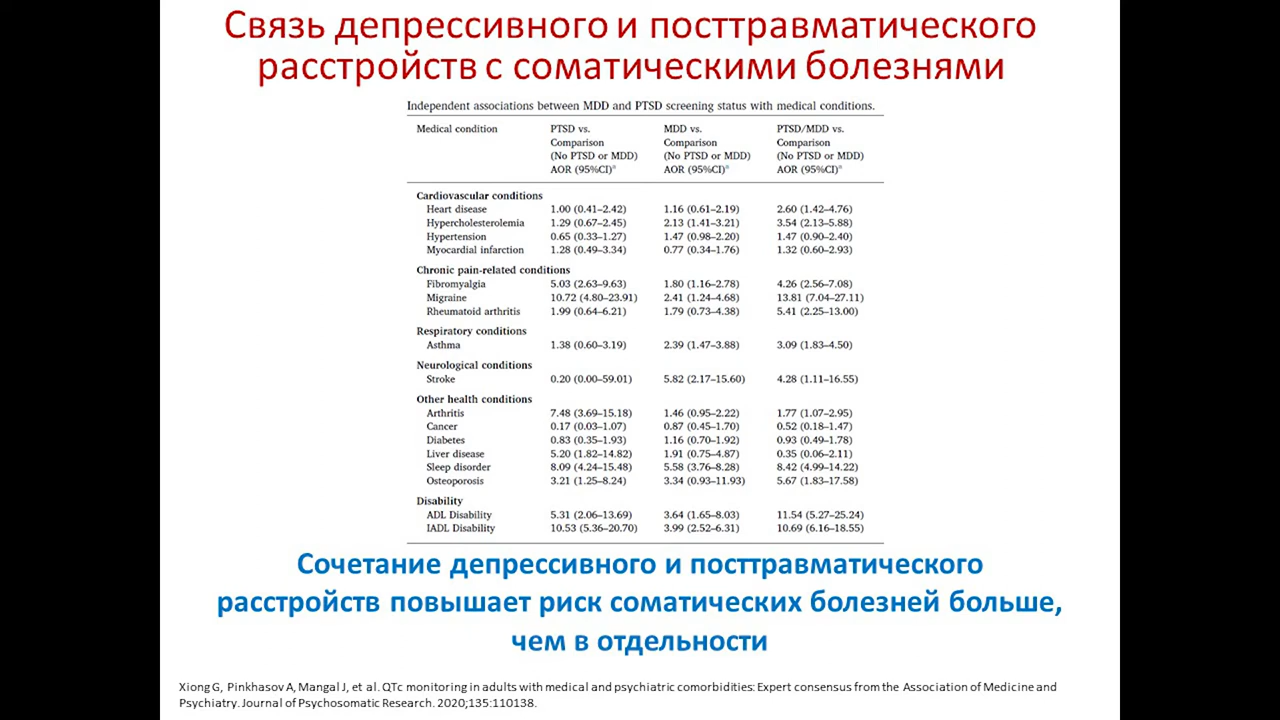 Связь депрессивного и посттравматического
расстройств с соматическими болезнями
Independent associations between MDD and PTSD screening status with medical conditions.
Medical condition PTSD vs. MDD vs. PTSD/MDD vs.
Comparison Comparison Comparison
(No PTSD or MDD) (No PTSD or MDD) (No PTSD or MDD)
AOR (95%CI)a AOR (95%CI)a AOR (95%CI)a
Cardiovascular conditions
Heart disease 1.00 (0.41–2.42) 1.16 (0.61–2.19) 2.60 (1.42–4.76)
Hypercholesterolemia 1.29 (0.67–2.45) 2.13 (1.41–3.21) 3.54 (2.13–5.88)
Hypertension 0.65 (0.33–1.27) 1.47 (0.98–2.20) 1.47 (0.90–2.40)
Myocardial infarction 1.28 (0.49–3.34) 0.77 (0.34–1.76) 1.32 (0.60–2.93)
Chronic pain-related conditions
Fibromyalgia 5.03 (2.63–9.63) 1.80 (1.16–2.78) 4.26 (2.56–7.08)
Migraine 10.72 (4.80–23.91) 2.41 (1.24–4.68) 13.81 (7.04–27.11)
Rheumatoid arthritis 1.99 (0.64–6.21) 1.79 (0.73–4.38) 5.41 (2.25–13.00)
Respiratory conditions
Asthma 1.38 (0.60–3.19) 2.39 (1.47–3.88) 3.09 (1.83–4.50)
Neurological conditions
Stroke 0.20 (0.00–59.01) 5.82 (2.17–15.60) 4.28 (1.11–16.55)
Other health conditions
Arthritis 7.48 (3.69–15.18) 1.46 (0.95–2.22) 1.77 (1.07–2.95)
Cancer 0.17 (0.03–1.07) 0.87 (0.45–1.70) 0.52 (0.18–1.47)
Diabetes 0.83 (0.35–1.93) 1.16 (0.70–1.92) 0.93 (0.49–1.78)
Liver disease 5.20 (1.82–14.82) 1.91 (0.75–4.87) 0.35 (0.06–2.11)
Sleep disorder 8.09 (4.24–15.48) 5.58 (3.76–8.28) 8.42 (4.99–14.22)
Osteoporosis 3.21 (1.25–8.24) 3.34 (0.93–11.93) 5.67 (1.83–17.58)
Disability
ADL Disability 5.31 (2.06–13.69) 3.64 (1.65–8.03) 11.54 (5.27–25.24)
IADL Disability 10.53 (5.36–20.70) 3.99 (2.52–6.31) 10.69 (6.16–18.55)
Сочетание депрессивного и посттравматического
расстройств повышает риск соматических болезней больше,
чем в отдельности
Xiong G, Pinkhasov A, Mangal J, et al. QTc monitoring in adults with medical and psychiatric comorbidities: Expert consensus from the Association of Medicine and
Psychiatry. Journal of Psychosomatic Research. 2020;135:110138.